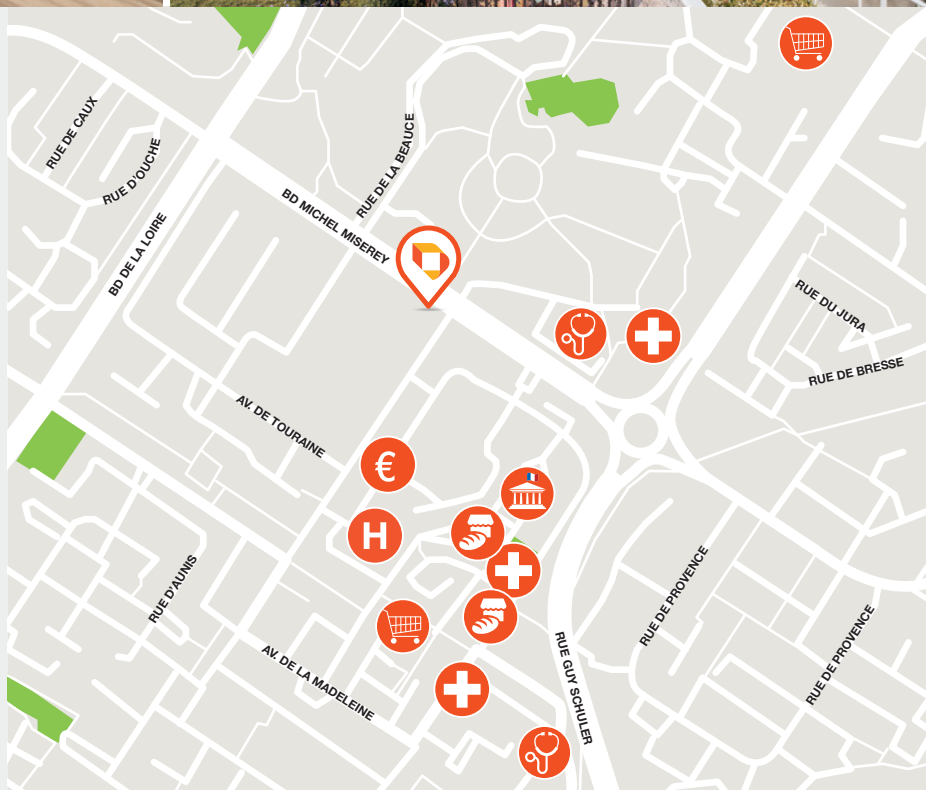 RUE DE CAUX
RUE D'OUCHE
BD DE LA LOIRE
BD MICHEL MISEREY
RUE DE LA BEAUCE
RUE DU JURA
RUE DE BRESSE
AV. DE TOURAINE
€
H
RUE D'AUNIS
AV. DE LA MADELEINE
RUE GUY SCHULER
RUE DE PROVENCE
RUE DE PROVENCE